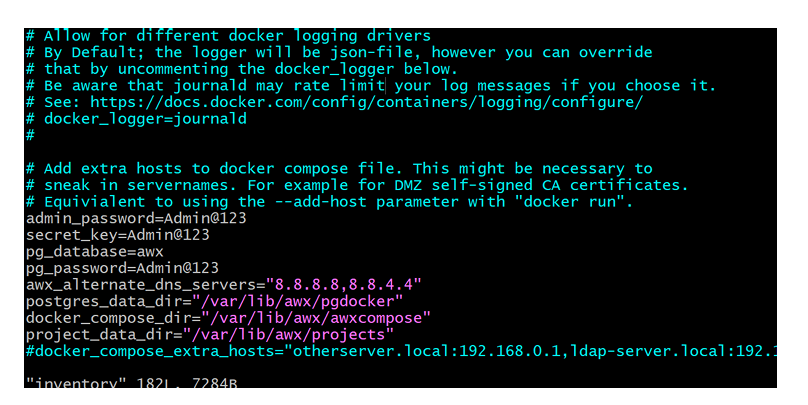 # Allow for different docker logging drivers
# By Default; the logger will be json-file, however you can override
# that by uncommenting the docker_logger below.
# Be aware that journald may rate limit your log messages if you choose it.
# See: https://docs.docker.com/config/containers/logging/configure/
# docker_logger=journald
#
# Add extra hosts to docker compose file. This might be necessary to
# sneak in servernames. For example for DMZ self-signed CA certificates.
# Equivialent to using the --add-host parameter with "docker run".
admin_password=Admin@123
secret_key=Admin@123
pg_database=awx
pg_password=Admin@123
awx_alternate_dns_servers="8.8.8.8,8.8.4.4"
postgres_data_dir="/var/lib/awx/pgdocker"
docker_compose_dir="/var/lib/awx/awxcompose"
project_data_dir="/var/lib/awx/projects"
#docker_compose_extra_hosts="otherserver.local:192.168.0.1,ldap-server.local:192.1
"inventory" 182L, 7284B